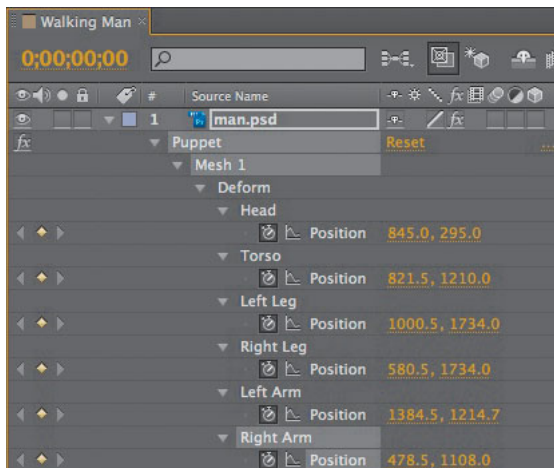 Walking Man ×
0;00;00;00
# Source Name fx
1 man.psd fx
fx Puppet Reset ...
Mesh 1
Deform
Head
Position 845.0, 295.0
Torso
Position 821.5, 1210.0
Left Leg
Position 1000.5, 1734.0
Right Leg
Position 580.5, 1734.0
Left Arm
Position 1384.5, 1214.7
Right Arm
Position 478.5, 1108.0